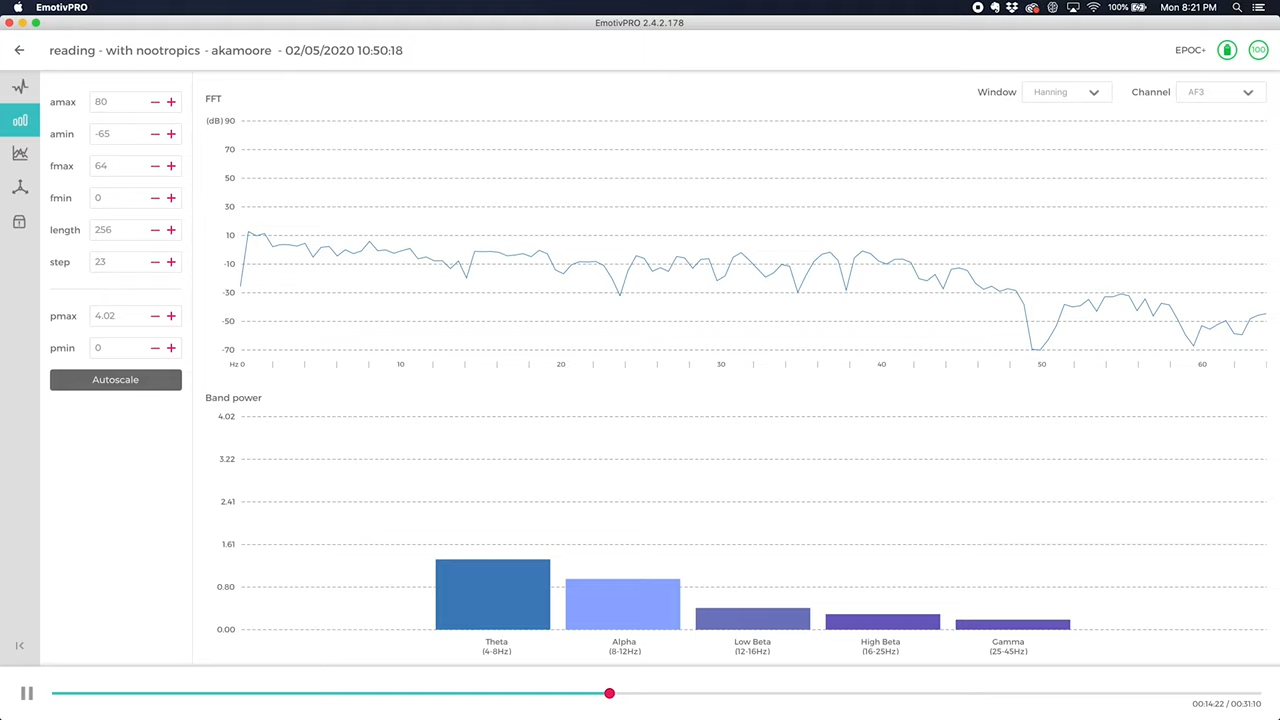 EmotivPRO
100%
Mon 8:21 PM
EmotivPRO 2.4.2.178
reading - with nootropics - akamoore - 02/05/2020 10:50:18
EPOC+
100
amax 80 − +
amin -65 − +
fmax 64 − +
fmin 0 − +
length 256 − +
step 23 − +
pmax 4.02 − +
pmin 0 − +
Autoscale
FFT
Window Hanning
Channel AF3
(dB) 90
70
50
30
10
-10
-30
-50
-70
Hz 0 10 20 30 40 50 60
Band power
4.02
3.22
2.41
1.61
0.80
0.00
Theta Alpha Low Beta High Beta Gamma
(4-8Hz) (8-12Hz) (12-16Hz) (16-25Hz) (25-45Hz)
00:14:22 / 00:31:10